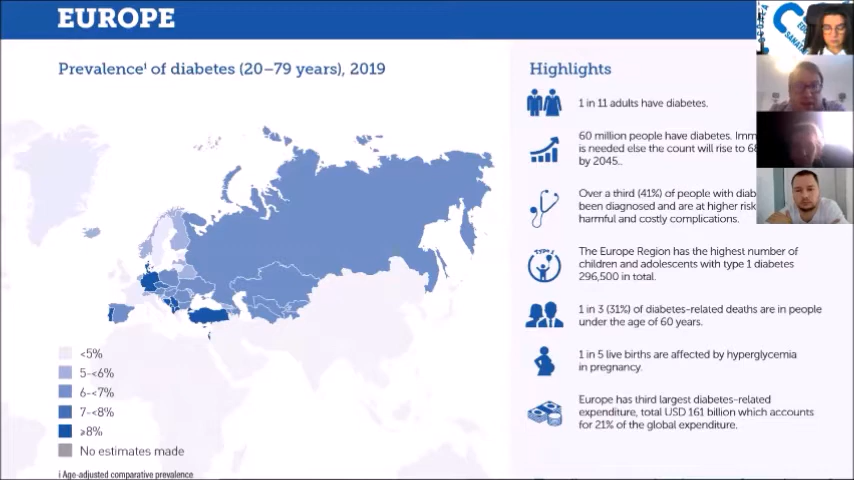 EUROPE
Prevalenceⁱ of diabetes (20–79 years), 2019
<5%
5-<6%
6-<7%
7-<8%
≥8%
No estimates made
i Age-adjusted comparative prevalence
Highlights
1 in 11 adults have diabetes.
60 million people have diabetes.
is needed else the count will rise to
by 2045..
Over a third (41%) of people with
been diagnosed and are at higher risk
harmful and costly complications.
TYPE 1
The Europe Region has the highest number of
children and adolescents with type 1 diabetes
296,500 in total.
1 in 3 (31%) of diabetes-related deaths are in people
under the age of 60 years.
1 in 5 live births are affected by hyperglycemia
in pregnancy.
Europe has third largest diabetes-related
expenditure, total USD 161 billion which accounts
for 21% of the global expenditure.